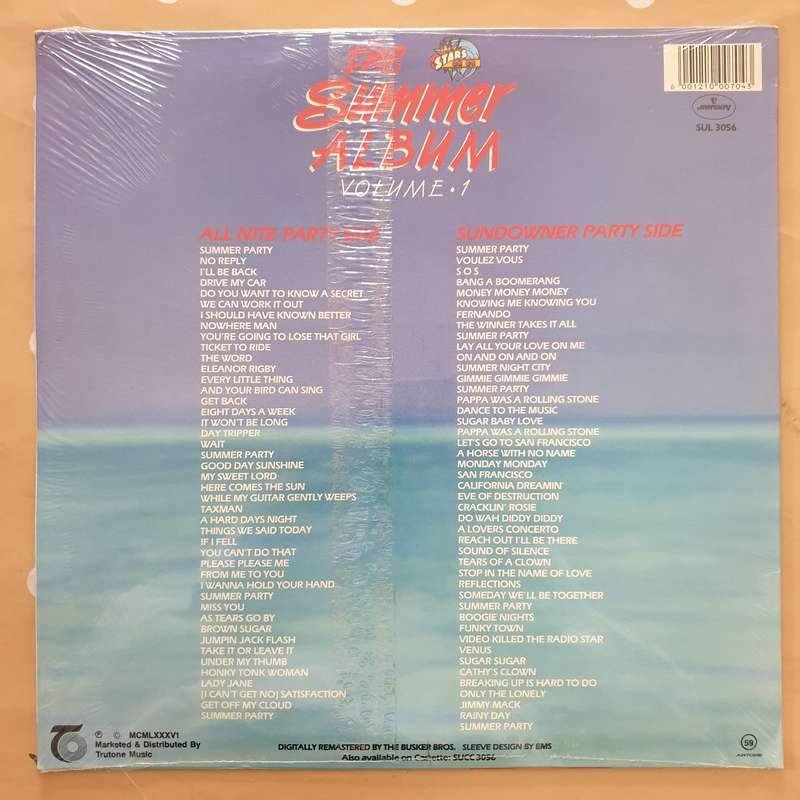 THE
STARS
Summer
ALBUM
VOLUME • 1
6 001210 007043
mercury
SUL 3056
ALL NITE PARTY SIDE
SUMMER PARTY
NO REPLY
I'LL BE BACK
DRIVE MY CAR
DO YOU WANT TO KNOW A SECRET
WE CAN WORK IT OUT
I SHOULD HAVE KNOWN BETTER
NOWHERE MAN
YOU'RE GOING TO LOSE THAT GIRL
TICKET TO RIDE
THE WORD
ELEANOR RIGBY
EVERY LITTLE THING
AND YOUR BIRD CAN SING
GET BACK
EIGHT DAYS A WEEK
IT WON'T BE LONG
DAY TRIPPER
WAIT
SUMMER PARTY
GOOD DAY SUNSHINE
MY SWEET LORD
HERE COMES THE SUN
WHILE MY GUITAR GENTLY WEEPS
TAXMAN
A HARD DAYS NIGHT
THINGS WE SAID TODAY
IF I FELL
YOU CAN'T DO THAT
PLEASE PLEASE ME
FROM ME TO YOU
I WANNA HOLD YOUR HAND
SUMMER PARTY
MISS YOU
AS TEARS GO BY
BROWN SUGAR
JUMPIN JACK FLASH
TAKE IT OR LEAVE IT
UNDER MY THUMB
HONKY TONK WOMAN
LADY JANE
(I CAN'T GET NO) SATISFACTION
GET OFF MY CLOUD
SUMMER PARTY
SUNDOWNER PARTY SIDE
SUMMER PARTY
VOULEZ VOUS
S O S
BANG A BOOMERANG
MONEY MONEY MONEY
KNOWING ME KNOWING YOU
FERNANDO
THE WINNER TAKES IT ALL
SUMMER PARTY
LAY ALL YOUR LOVE ON ME
ON AND ON AND ON
SUMMER NIGHT CITY
GIMMIE GIMMIE GIMMIE
SUMMER PARTY
PAPPA WAS A ROLLING STONE
DANCE TO THE MUSIC
SUGAR BABY LOVE
PAPPA WAS A ROLLING STONE
LET'S GO TO SAN FRANCISCO
A HORSE WITH NO NAME
MONDAY MONDAY
SAN FRANCISCO
CALIFORNIA DREAMIN'
EVE OF DESTRUCTION
CRACKLIN' ROSIE
DO WAH DIDDY DIDDY
A LOVERS CONCERTO
REACH OUT I'LL BE THERE
SOUND OF SILENCE
TEARS OF A CLOWN
STOP IN THE NAME OF LOVE
REFLECTIONS
SOMEDAY WE'LL BE TOGETHER
SUMMER PARTY
BOOGIE NIGHTS
FUNKY TOWN
VIDEO KILLED THE RADIO STAR
VENUS
SUGAR SUGAR
CATHY'S CLOWN
BREAKING UP IS HARD TO DO
ONLY THE LONELY
JIMMY MACK
RAINY DAY
SUMMER PARTY
℗ © MCMLXXXV1
Marketed & Distributed By
Trutone Music
DIGITALLY REMASTERED BY THE BUSKER BROS. SLEEVE DESIGN BY EMS
Also available on Cassette: SUCC 3056
59
ARTONE